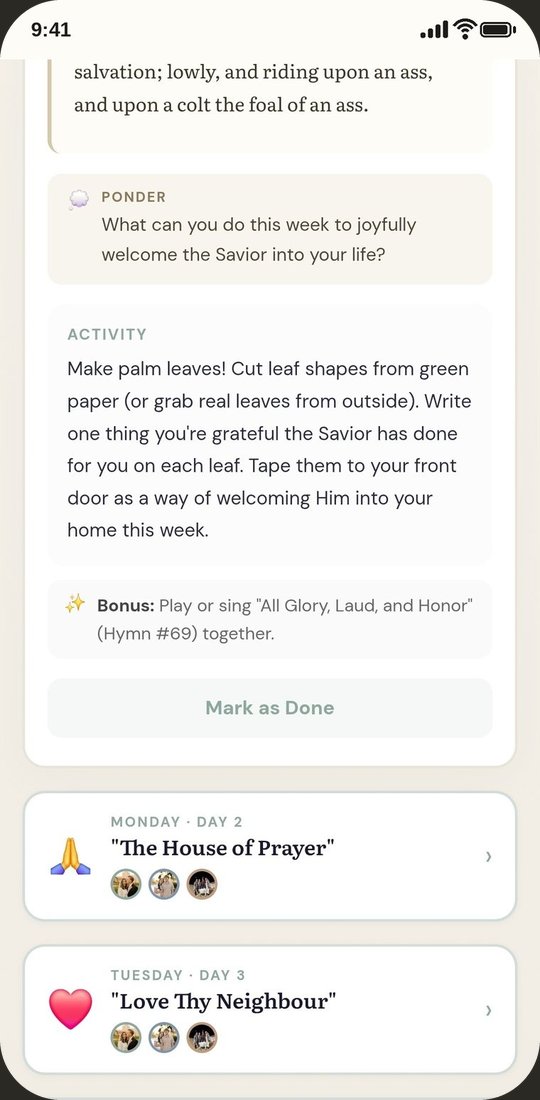 9:41
salvation; lowly, and riding upon an ass,
and upon a colt the foal of an ass.
PONDER
What can you do this week to joyfully
welcome the Savior into your life?
ACTIVITY
Make palm leaves! Cut leaf shapes from green
paper (or grab real leaves from outside). Write
one thing you're grateful the Savior has done
for you on each leaf. Tape them to your front
door as a way of welcoming Him into your
home this week.
Bonus: Play or sing "All Glory, Laud, and Honor"
(Hymn #69) together.
Mark as Done
MONDAY · DAY 2
"The House of Prayer"
TUESDAY · DAY 3
"Love Thy Neighbour"